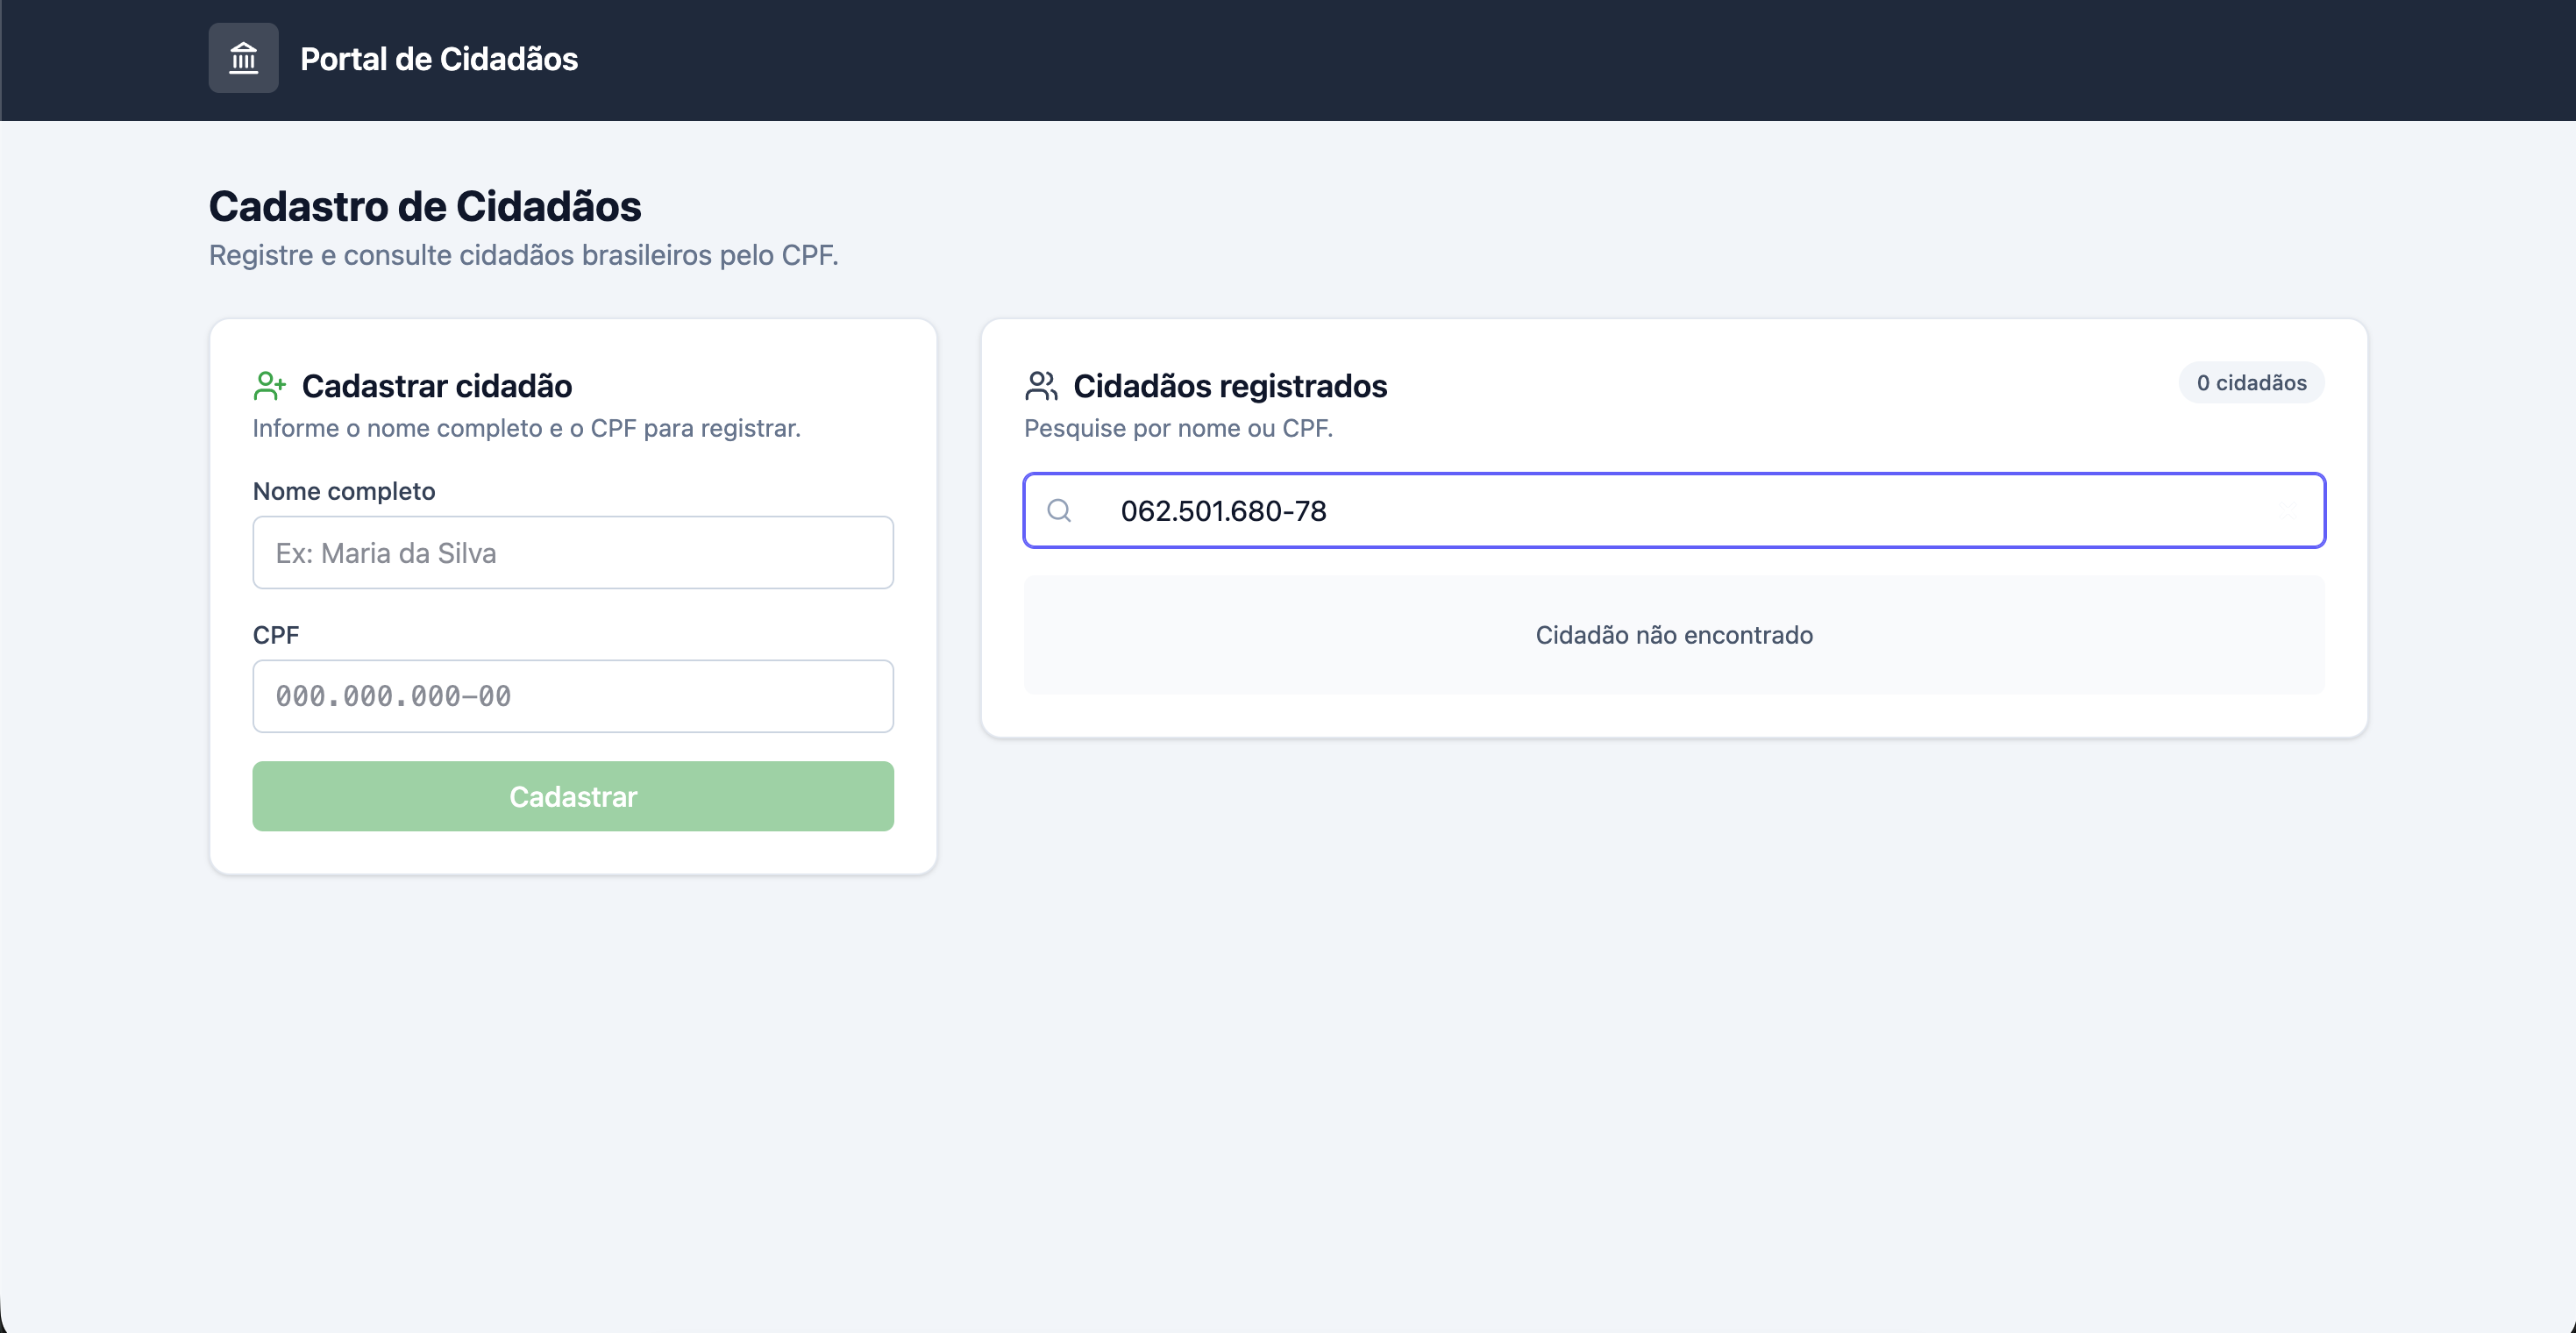 Portal de Cidadãos
Cadastro de Cidadãos
Registre e consulte cidadãos brasileiros pelo CPF.
Cadastrar cidadão
Informe o nome completo e o CPF para registrar.
Nome completo
Ex: Maria da Silva
CPF
000.000.000-00
Cadastrar
Cidadãos registrados
0 cidadãos
Pesquise por nome ou CPF.
062.501.680-78
Cidadão não encontrado